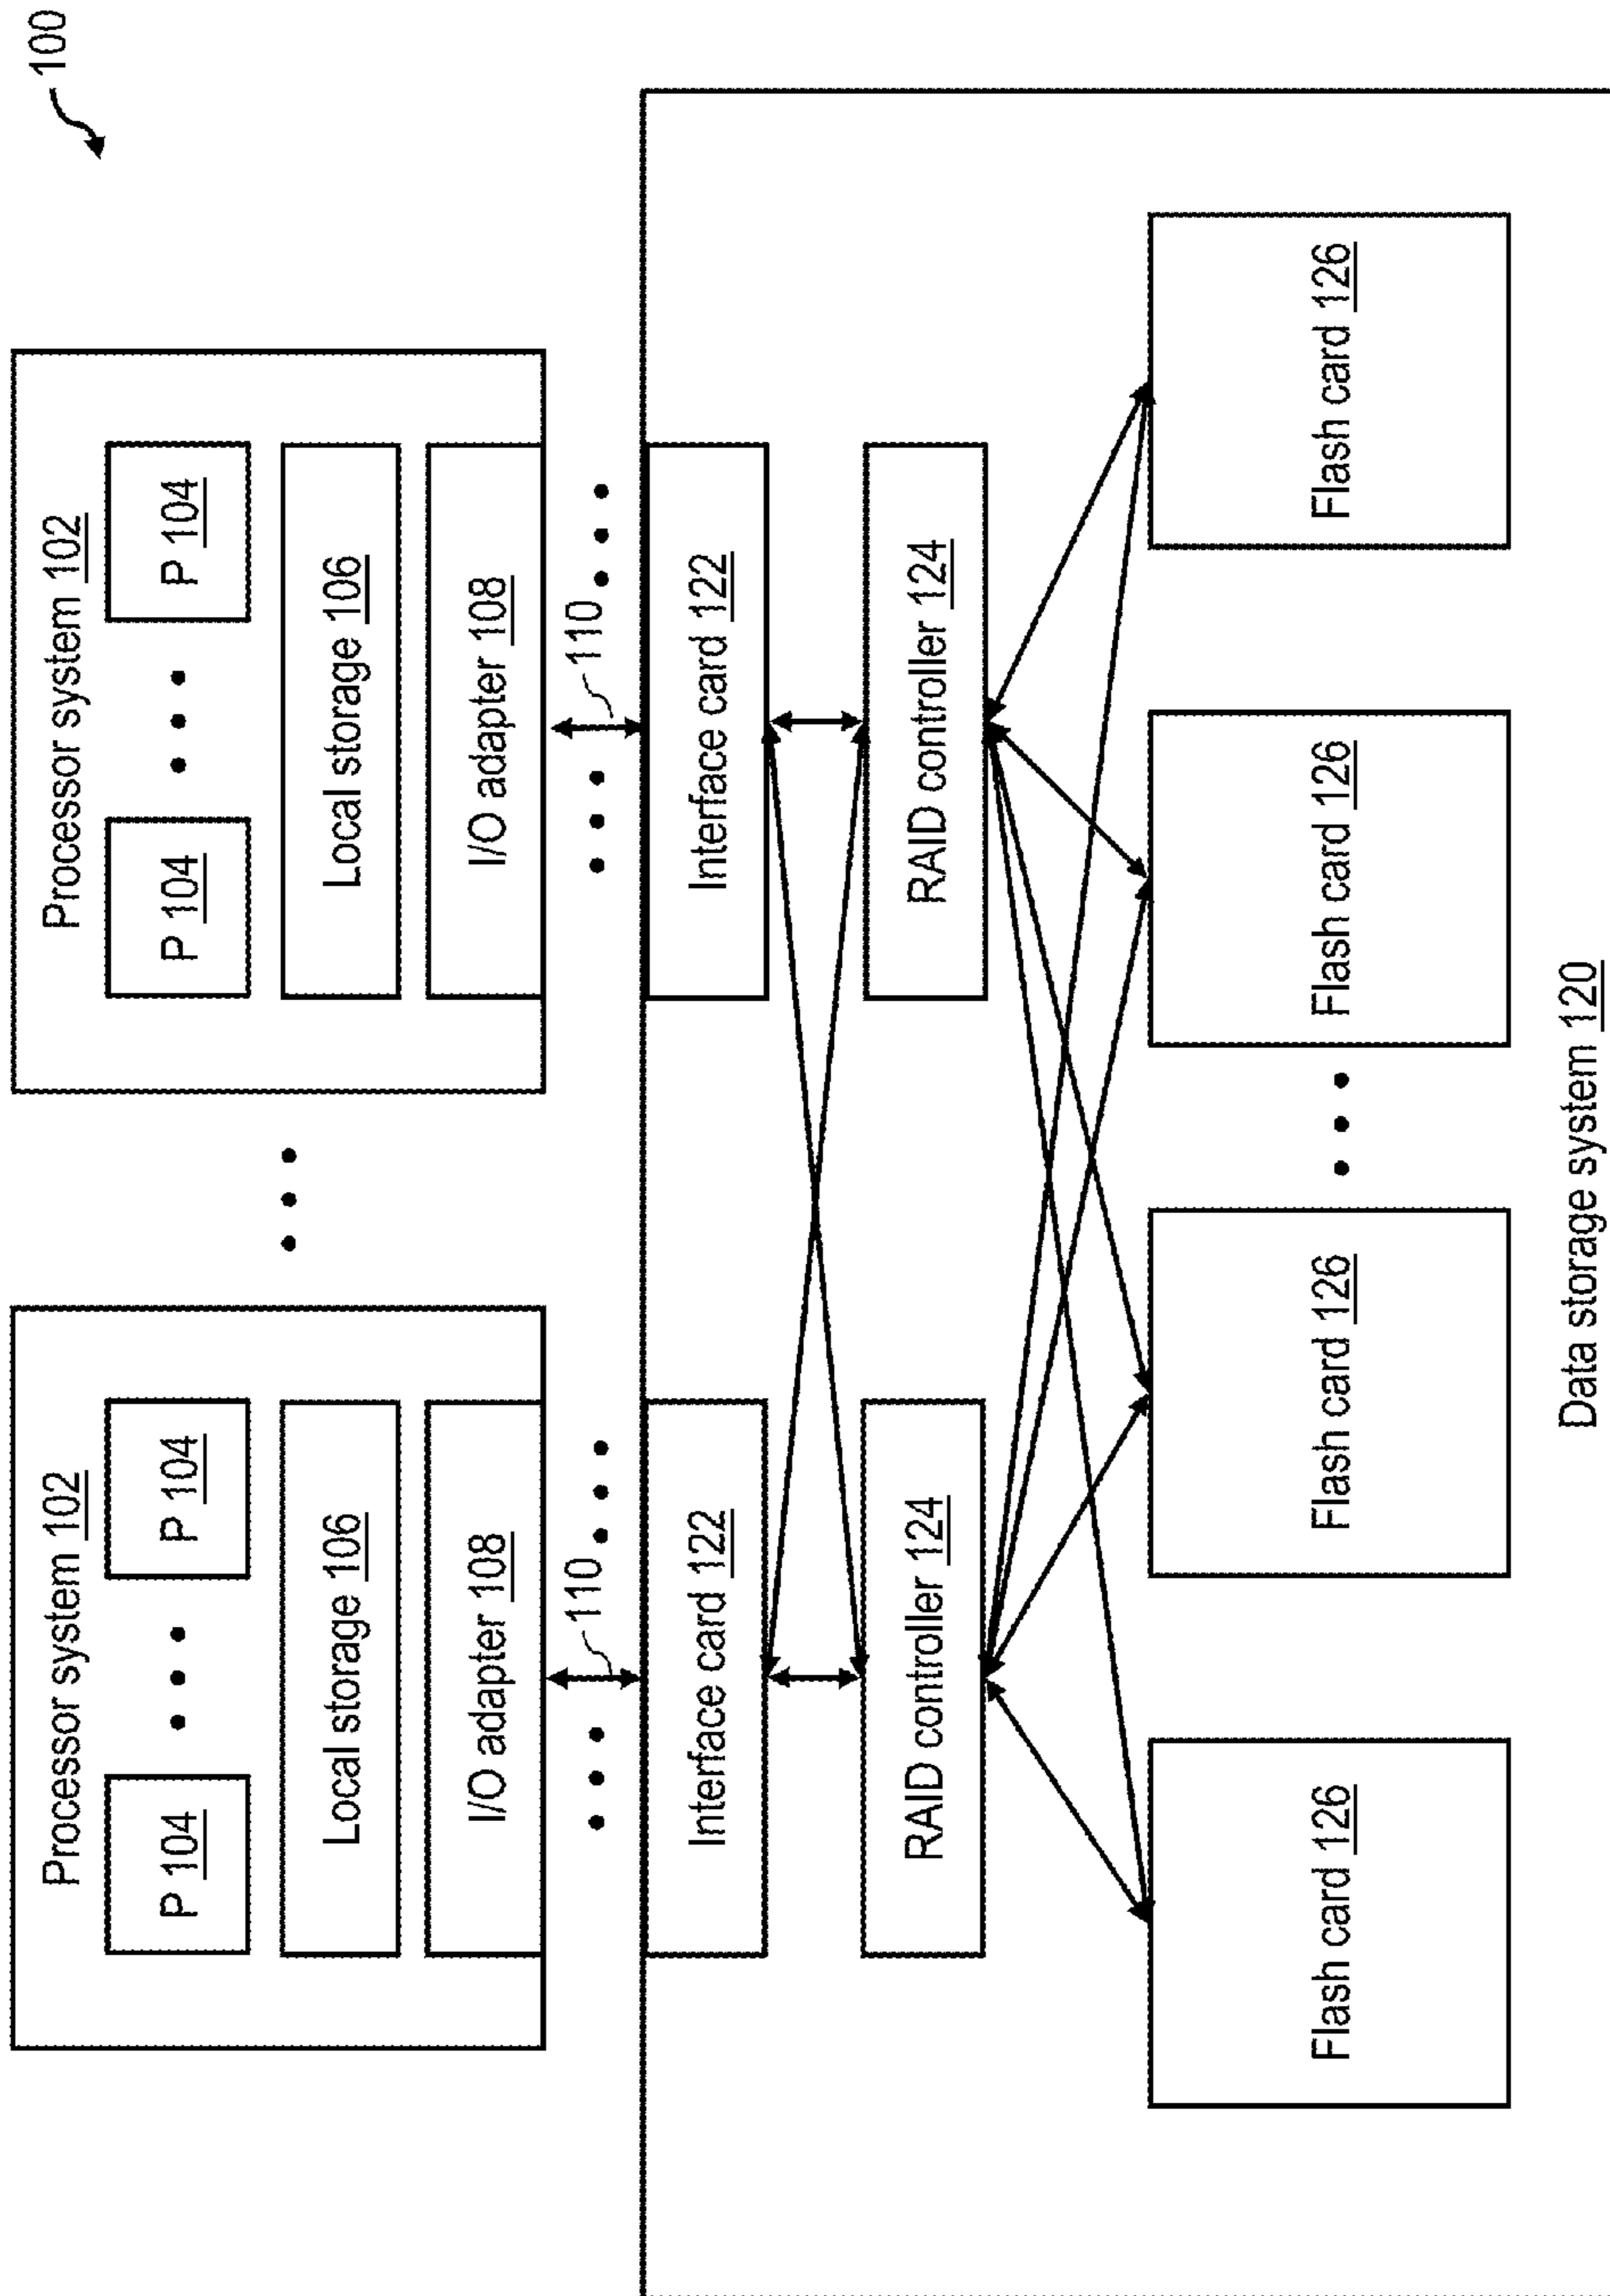 100
Processor system 102
P 104
P 104
Local storage 106
I/O adapter 108
110
Processor system 102
P 104
P 104
Local storage 106
I/O adapter 108
110
Interface card 122
Interface card 122
RAID controller 124
RAID controller 124
Flash card 126
Flash card 126
Flash card 126
Flash card 126
Data storage system 120